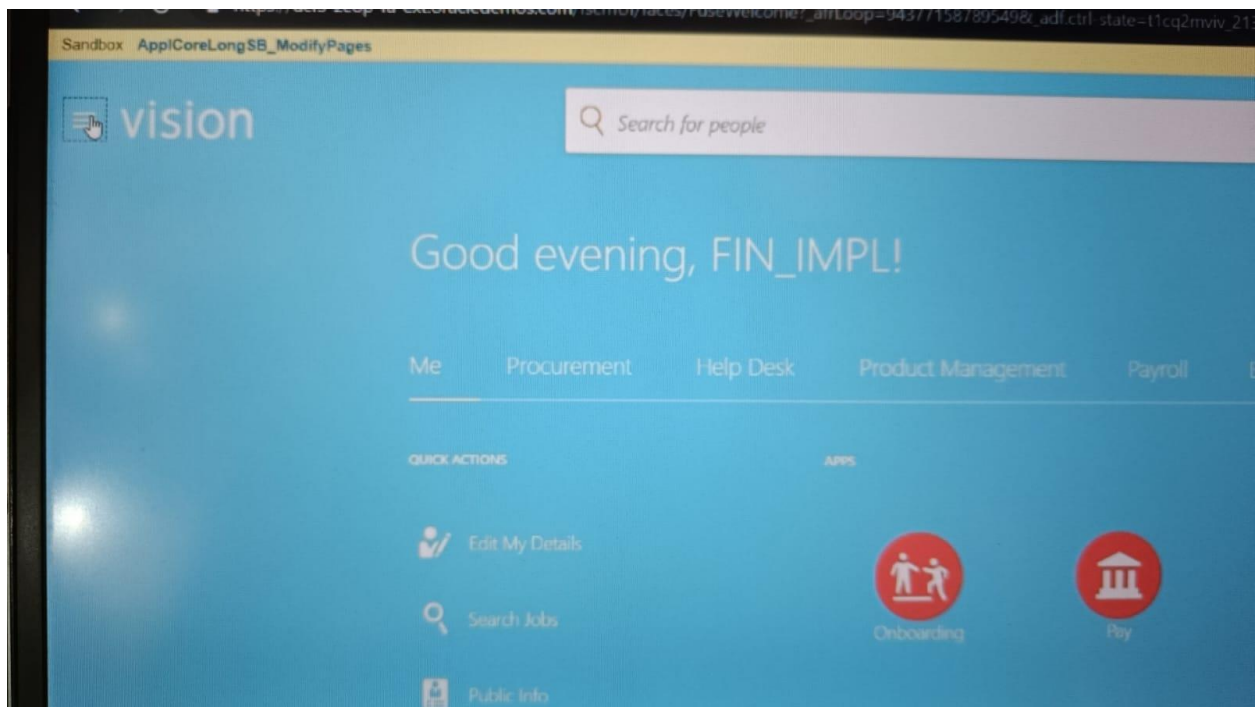 Sandbox ApplCoreLongSB_ModifyPages
vision
Search for people
Good evening, FIN_IMPL!
Me Procurement Help Desk Product Management Payroll
QUICK ACTIONS APPS
Edit My Details
Search Jobs
Onboarding Pay
Public Info